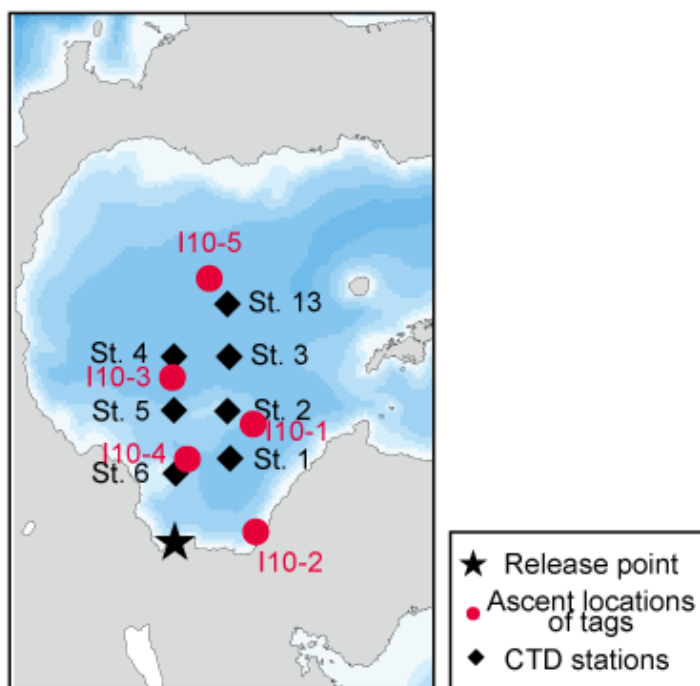 I10-5
St. 13
St. 4
St. 3
I10-3
St. 5
St. 2
I10-1
I10-4
St. 1
St. 6
I10-2
Release point
Ascent locations
of tags
CTD stations